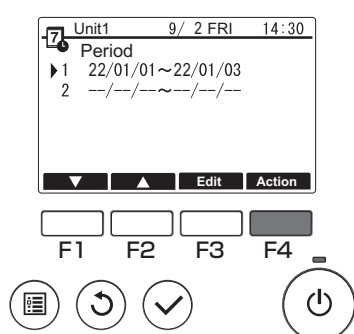 7 Unit1 9/ 2 FRI 14:30
Period
1 22/01/01～22/01/03
2 --/--/--～--/--/--
▼ ▲ Edit Action
F1 F2 F3 F4